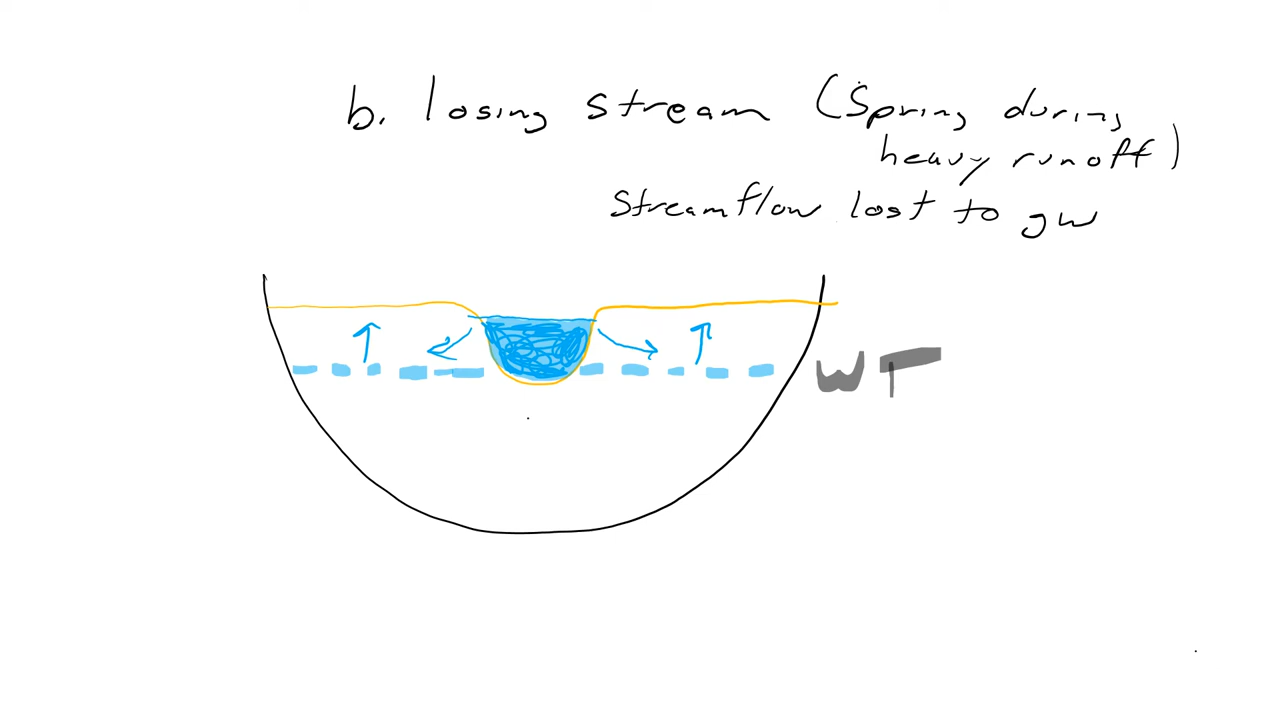 b. losing stream (Spring during
heavy runoff)
streamflow lost to gw
WT